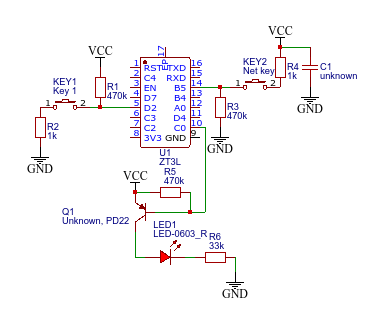 VCC
KEY2
Net key
R4
1k
C1
unknown
GND
VCC
KEY1
Key 1
1
2
R1
470k
R2
1k
GND
17
EP
1
RST
TXD
16
2
C4
RXD
15
3
EN
B5
14
4
D7
B4
13
5
D2
A0
12
6
C3
D4
11
7
C2
C0
10
8
3V3
GND
9
U1
ZT3L
1
2
R3
470k
GND
VCC
R5
470k
Q1
Unknown, PD22
LED1
LED-0603_R
R6
33k
GND